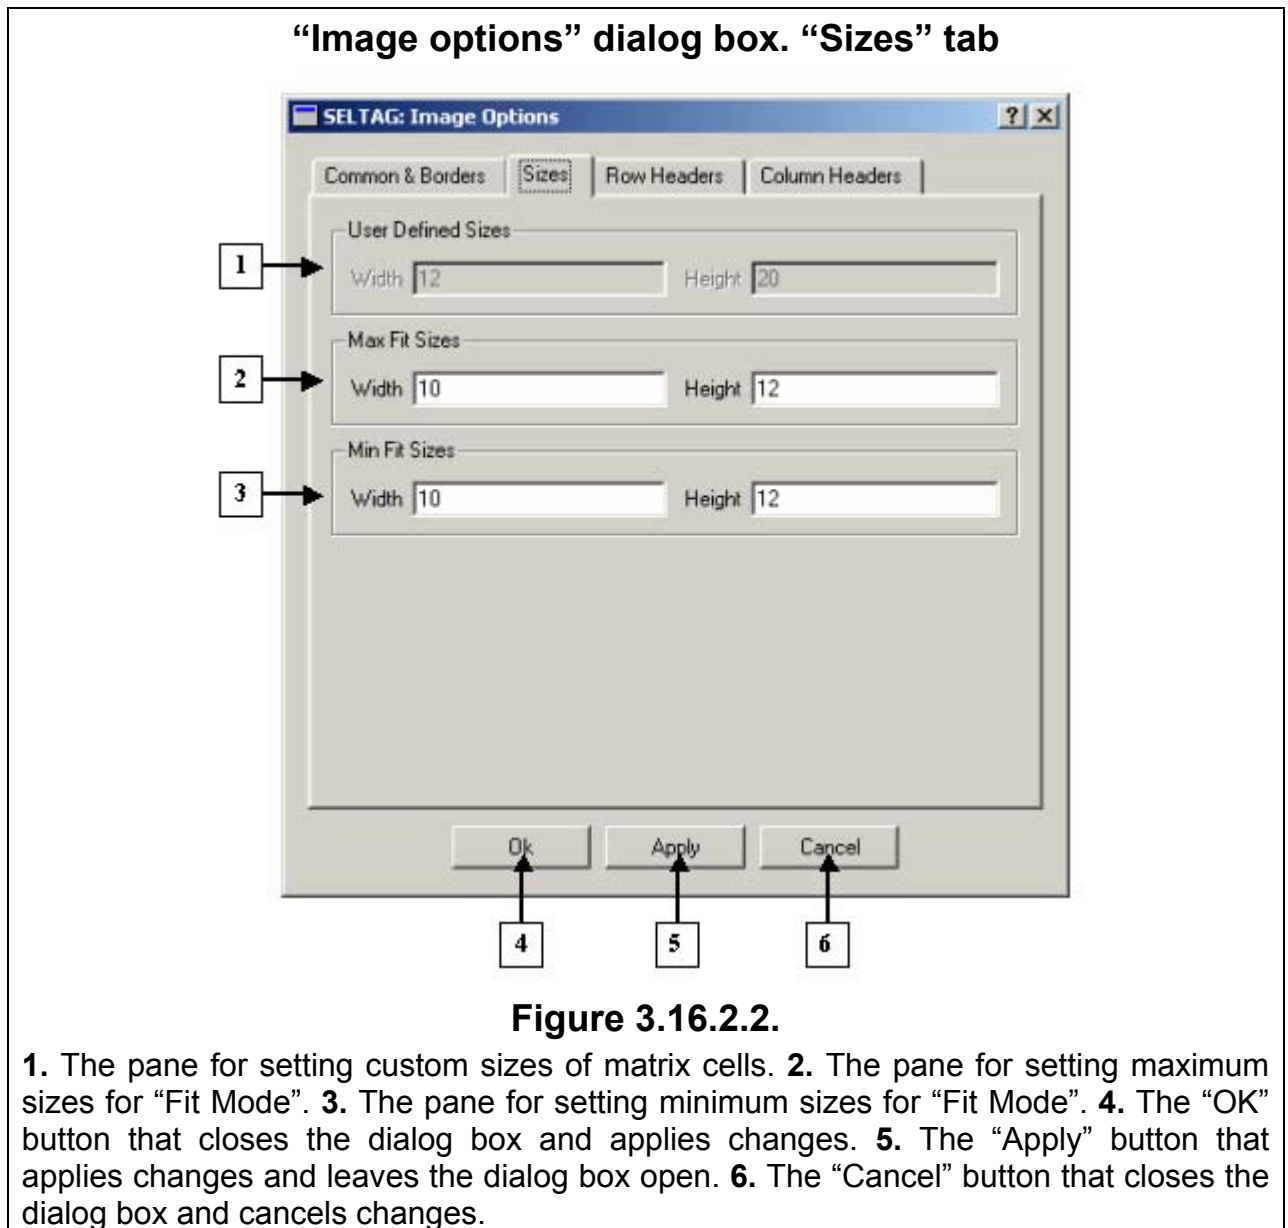 “Image options” dialog box. “Sizes” tab
SELTAG: Image Options
Common & Borders Sizes Row Headers Column Headers
User Defined Sizes
1
Width 12 Height 20
Max Fit Sizes
2
Width 10 Height 12
Min Fit Sizes
3
Width 10 Height 12
Ok Apply Cancel
4 5 6
Figure 3.16.2.2.
1. The pane for setting custom sizes of matrix cells. 2. The pane for setting maximum
sizes for “Fit Mode”. 3. The pane for setting minimum sizes for “Fit Mode”. 4. The “OK”
button that closes the dialog box and applies changes. 5. The “Apply” button that
applies changes and leaves the dialog box open. 6. The “Cancel” button that closes the
dialog box and cancels changes.